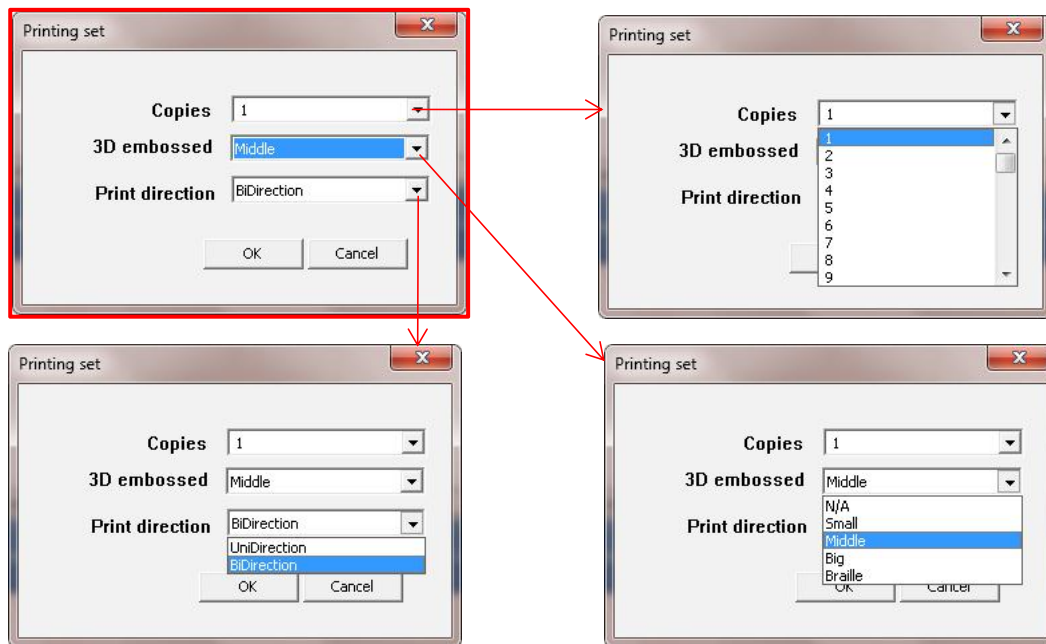 Printing set
Copies 1
3D embossed Middle
Print direction BiDirection
OK Cancel
Printing set
Copies 1
1
3D embossed
2
3
4
Print direction
5
6
7
8
9
Printing set
Copies 1
3D embossed Middle
Print direction BiDirection
UniDirection
BiDirection
OK Cancel
Printing set
Copies 1
3D embossed Middle
N/A
Print direction Small
Middle
Big
Braille
OK Cancel